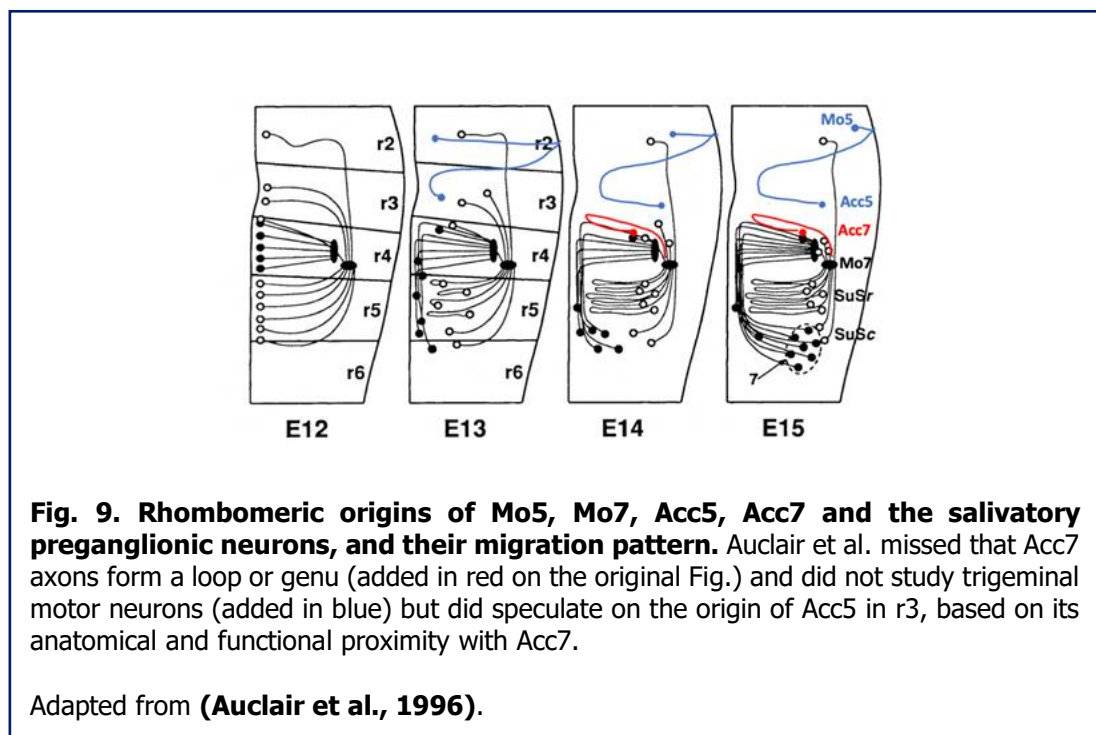 r2
r3
r4
r5
r6
E12
r2
r3
r4
r5
r6
E13
E14
Mo5
Acc5
Acc7
Mo7
SuSr
SuSc
7
E15
Fig. 9. Rhombomeric origins of Mo5, Mo7, Acc5, Acc7 and the salivatory
preganglionic neurons, and their migration pattern. Auclair et al. missed that Acc7
axons form a loop or genu (added in red on the original Fig.) and did not study trigeminal
motor neurons (added in blue) but did speculate on the origin of Acc5 in r3, based on its
anatomical and functional proximity with Acc7.
Adapted from (Auclair et al., 1996).